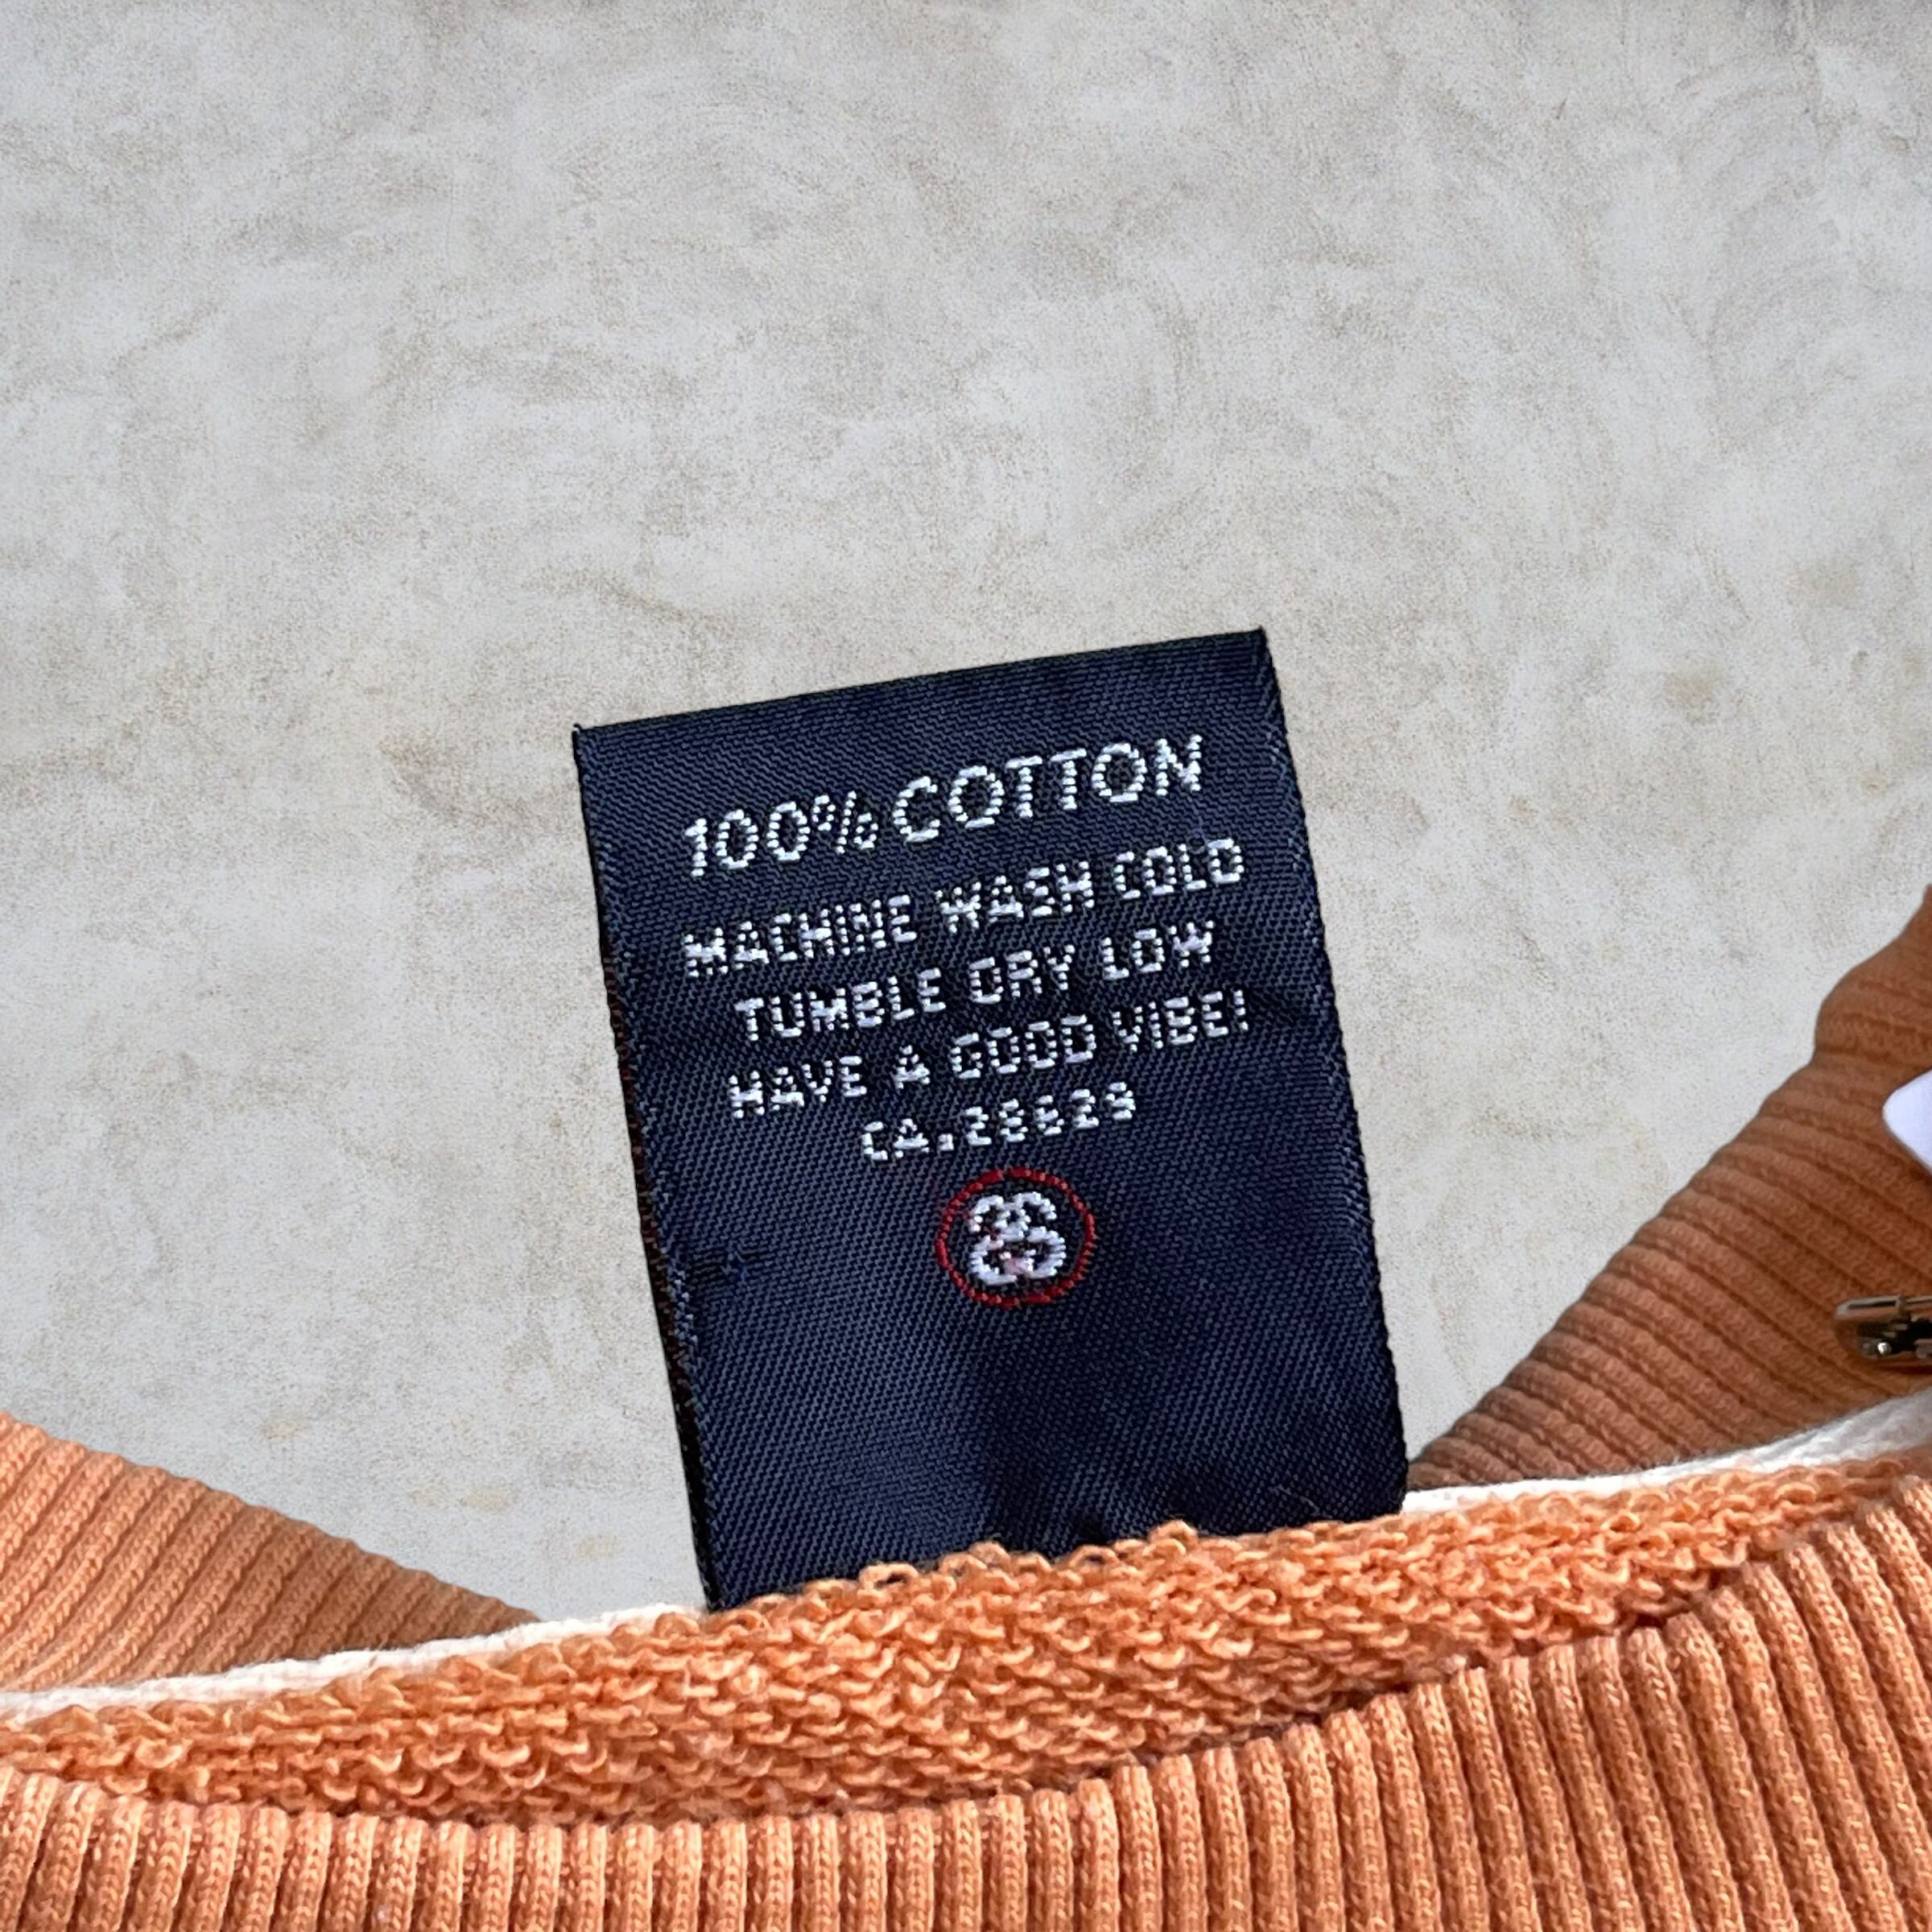 100% COTTON
MACHINE WASH COLD
TUMBLE DRY LOW
HAVE A GOOD VIBE!
CA.28629